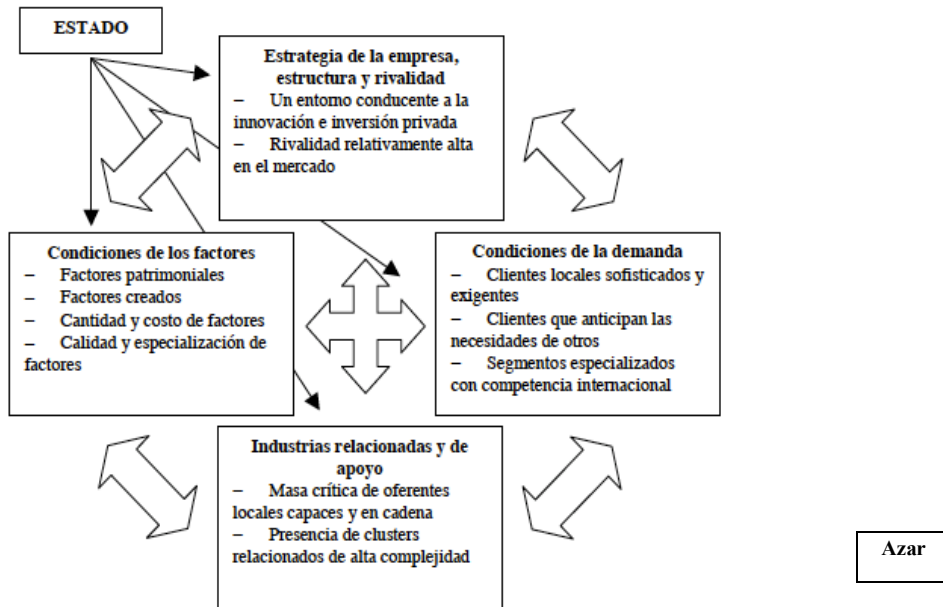 ESTADO
Estrategia de la empresa,
estructura y rivalidad
– Un entorno conducente a la
innovación e inversión privada
– Rivalidad relativamente alta
en el mercado
Condiciones de los factores
– Factores patrimoniales
– Factores creados
– Cantidad y costo de factores
– Calidad y especialización de
factores
Condiciones de la demanda
– Clientes locales sofisticados y
exigentes
– Clientes que anticipan las
necesidades de otros
– Segmentos especializados
con competencia internacional
Industrias relacionadas y de
apoyo
– Masa crítica de oferentes
locales capaces y en cadena
– Presencia de clusters
relacionados de alta complejidad
Azar